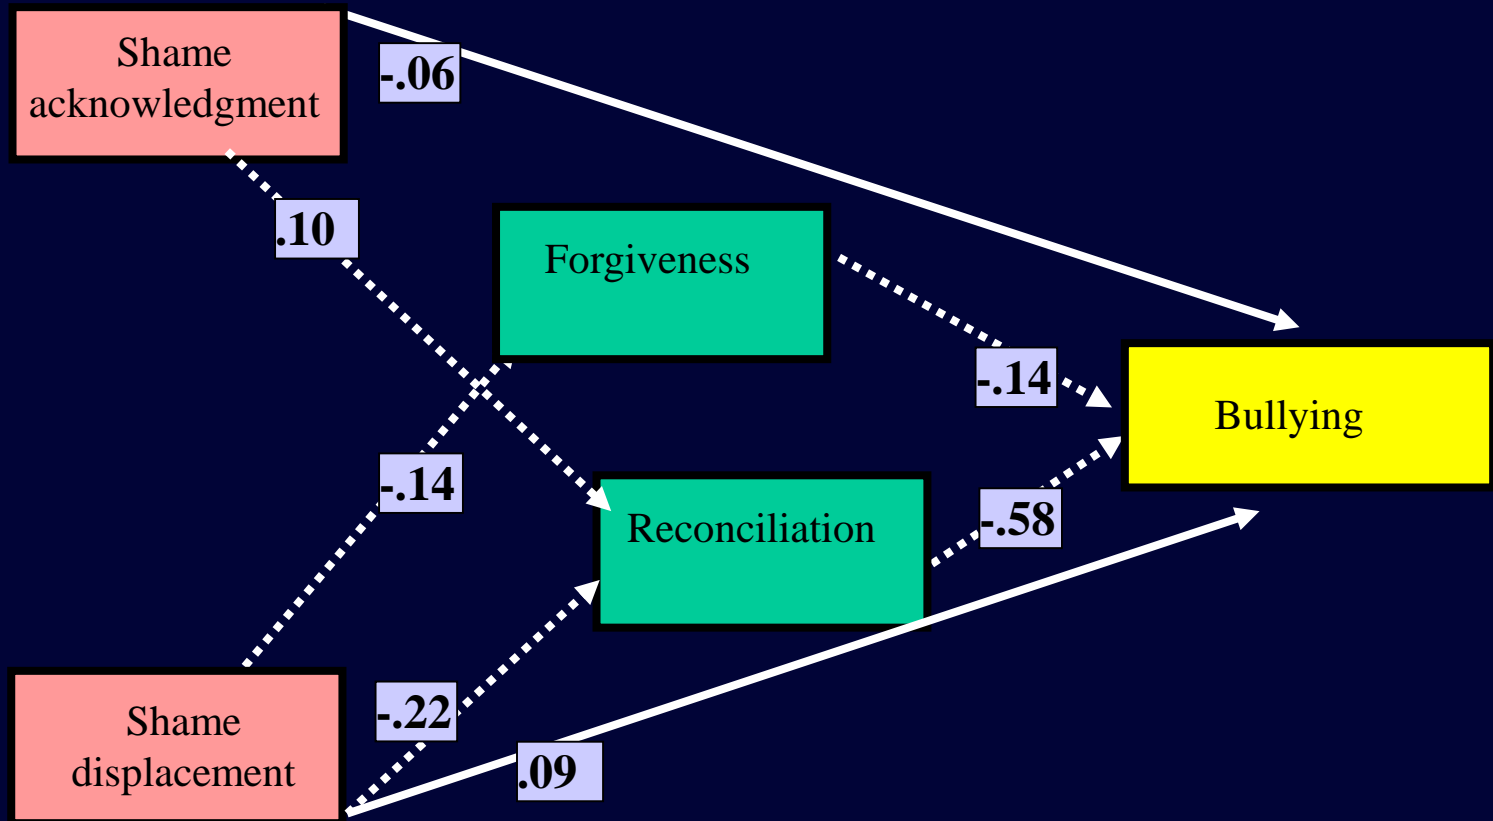 Shame
acknowledgment
-.06
.10
Forgiveness
-.14
Bullying
-.14
Reconciliation
-.58
Shame
displacement
-.22
.09